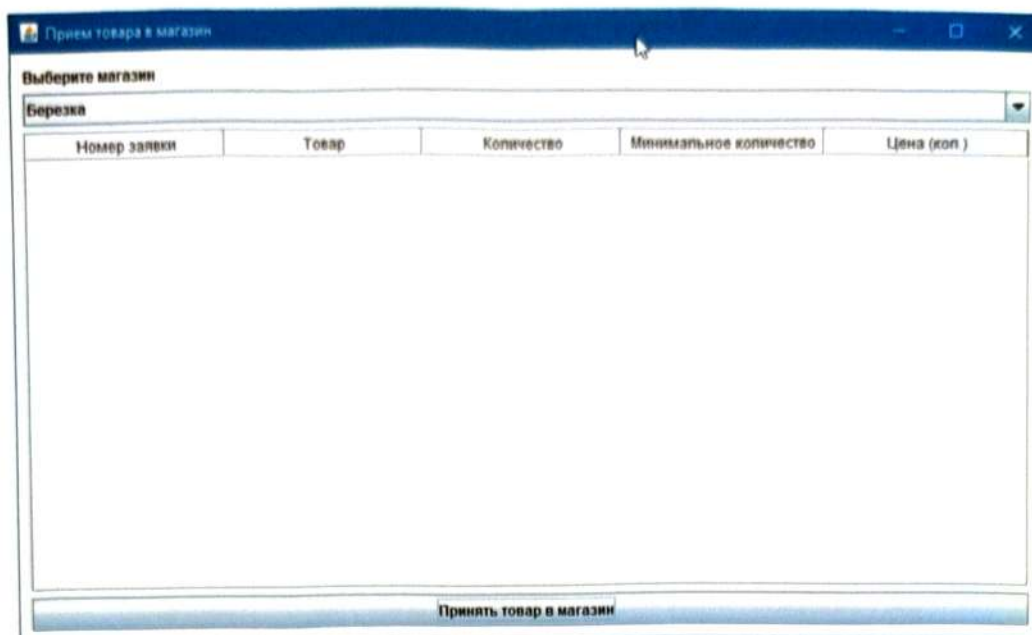 Прием товара в магазин
Выберите магазин
Березка
Номер заявки Товар Количество Минимальное количество Цена (коп.)
Принять товар в магазин